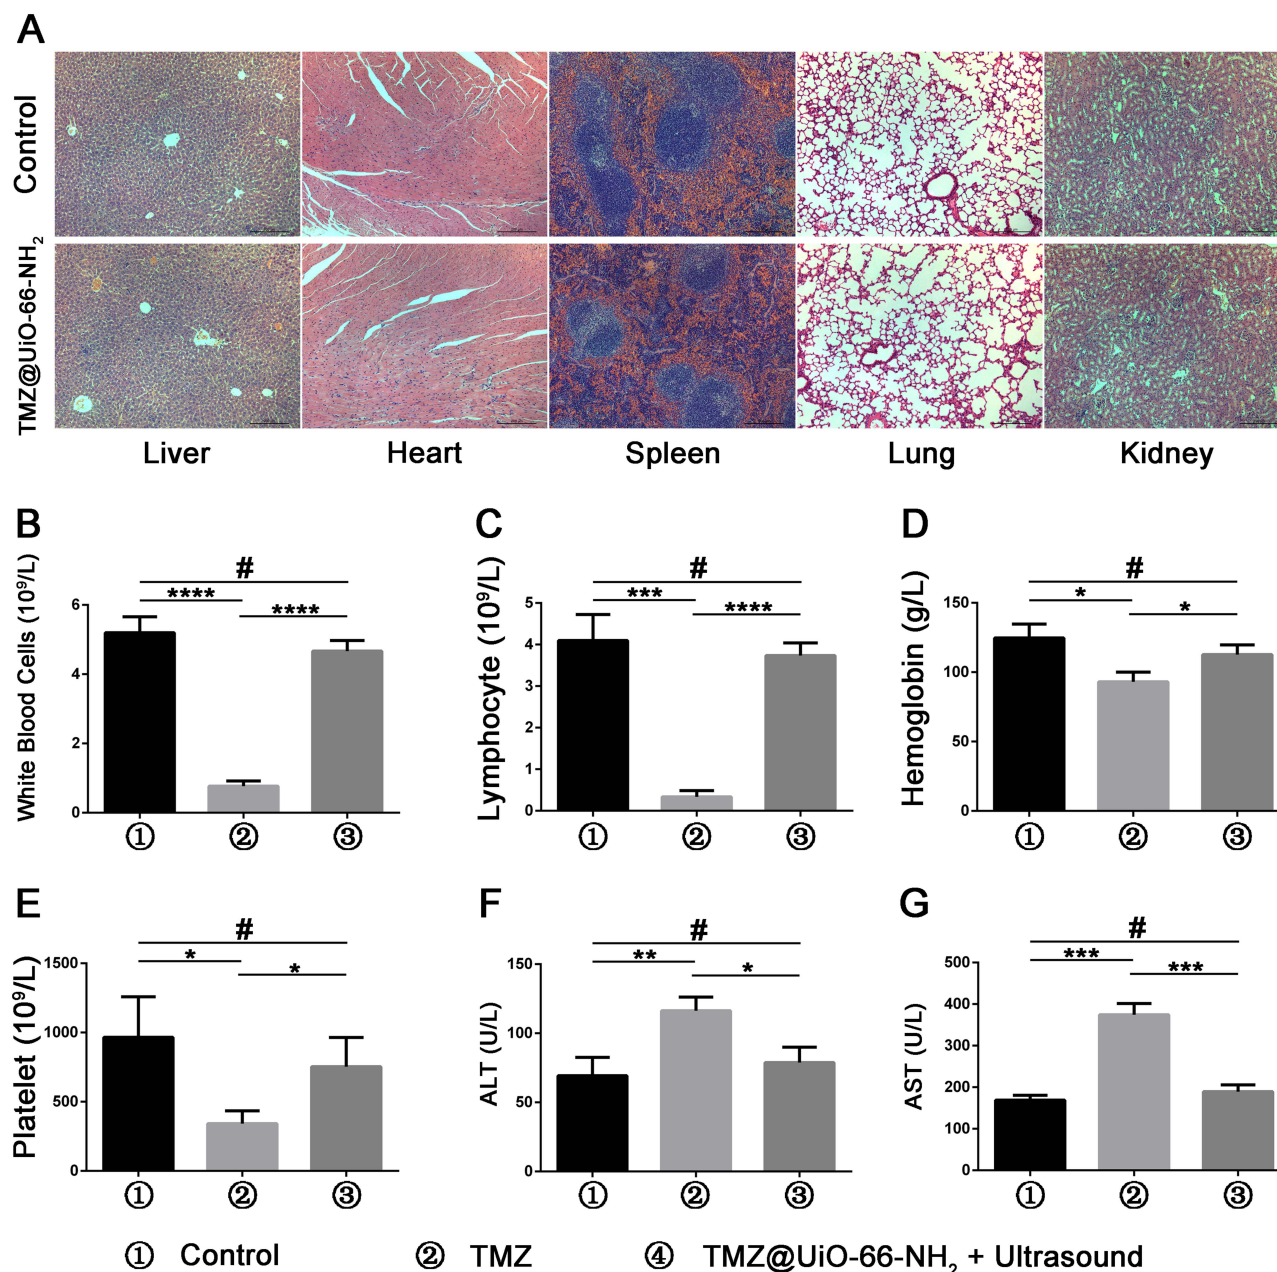 A
Control
TMZ@UiO-66-NH₂
Liver Heart Spleen Lung Kidney
B
White Blood Cells (10⁹/L)
6
4
2
0
#
**** ****
① ② ③
C
Lymphocyte (10⁹/L)
5
4
3
2
1
0
#
*** ****
① ② ③
D
Hemoglobin (g/L)
150
100
50
0
#
* *
① ② ③
E
Platelet (10⁹/L)
1500
1000
500
0
#
* *
① ② ③
F
ALT (U/L)
150
100
50
0
#
** *
① ② ③
G
AST (U/L)
500
400
300
200
100
0
#
*** ***
① ② ③
① Control ② TMZ ④ TMZ@UiO-66-NH₂ + Ultrasound